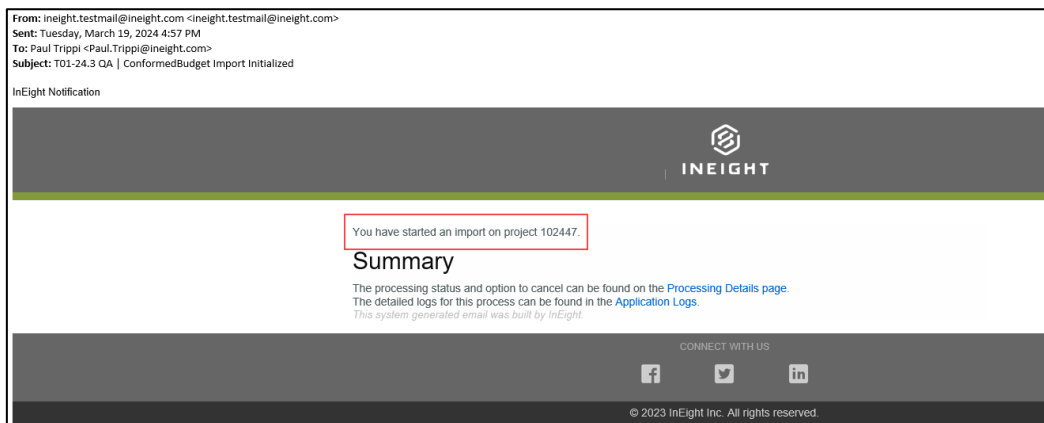 From: ineight.testmail@ineight.com <ineight.testmail@ineight.com>
Sent: Tuesday, March 19, 2024 4:57 PM
To: Paul Trippi <Paul.Trippi@ineight.com>
Subject: T01-24.3 QA | ConformedBudget Import Initialized
InEight Notification
INEIGHT
You have started an import on project 102447.
Summary
The processing status and option to cancel can be found on the Processing Details page.
The detailed logs for this process can be found in the Application Logs.
This system generated email was built by InEight.
CONNECT WITH US
© 2023 InEight Inc. All rights reserved.